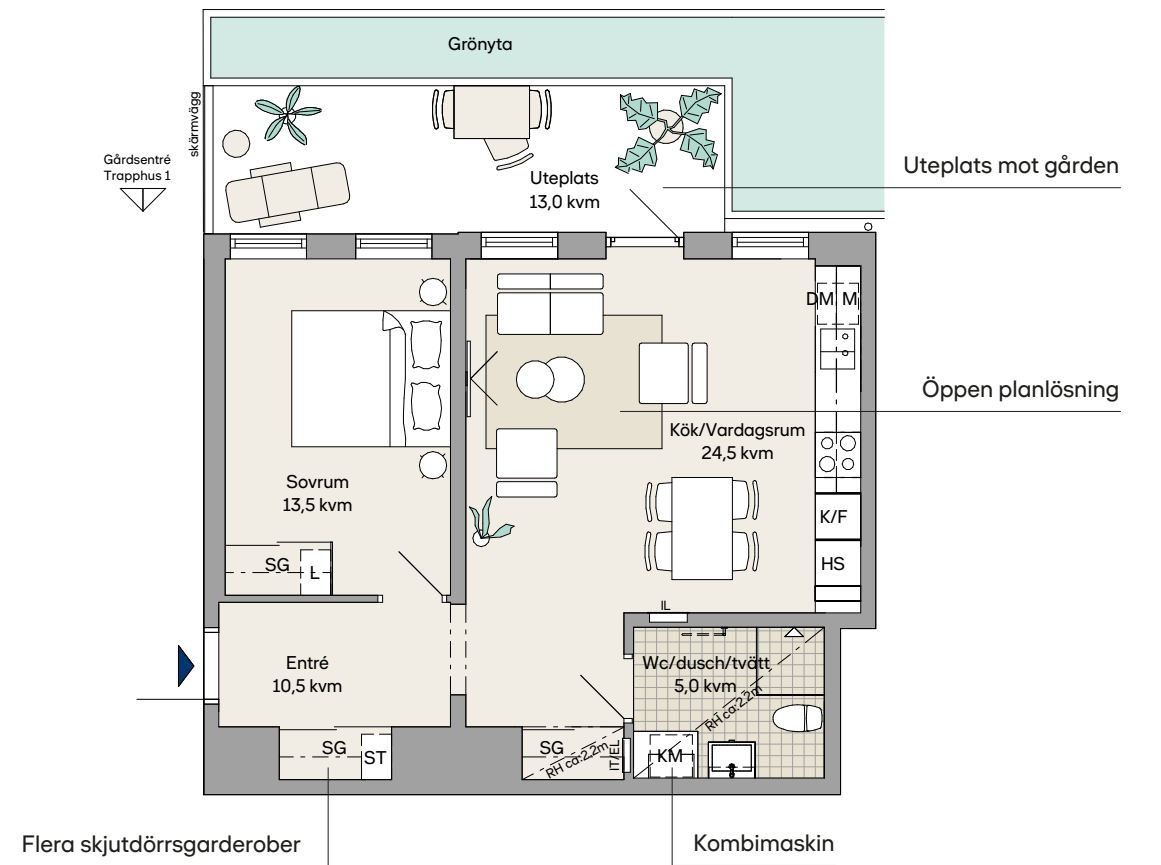 Grönyta
skärmvägg
Gårdsentré
Trapphus 1
Uteplats
13,0 kvm
Uteplats mot gården
DM M
Öppen planlösning
Kök/Vardagsrum
24,5 kvm
Sovrum
13,5 kvm
K/F
SG
L
HS
IL
Entré
10,5 kvm
Wc/dusch/tvätt
5,0 kvm
RH ca:2,2m
SG
ST
SG
RH ca:2,2m
IT/EL
KM
Flera skjutdörrsgarderober
Kombimaskin